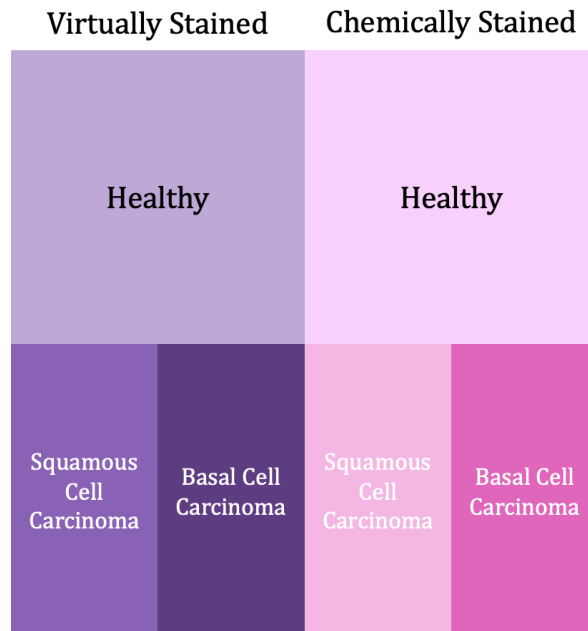 Virtually Stained
Chemically Stained
Healthy
Healthy
Squamous
Cell
Carcinoma
Basal Cell
Carcinoma
Squamous
Cell
Carcinoma
Basal Cell
Carcinoma